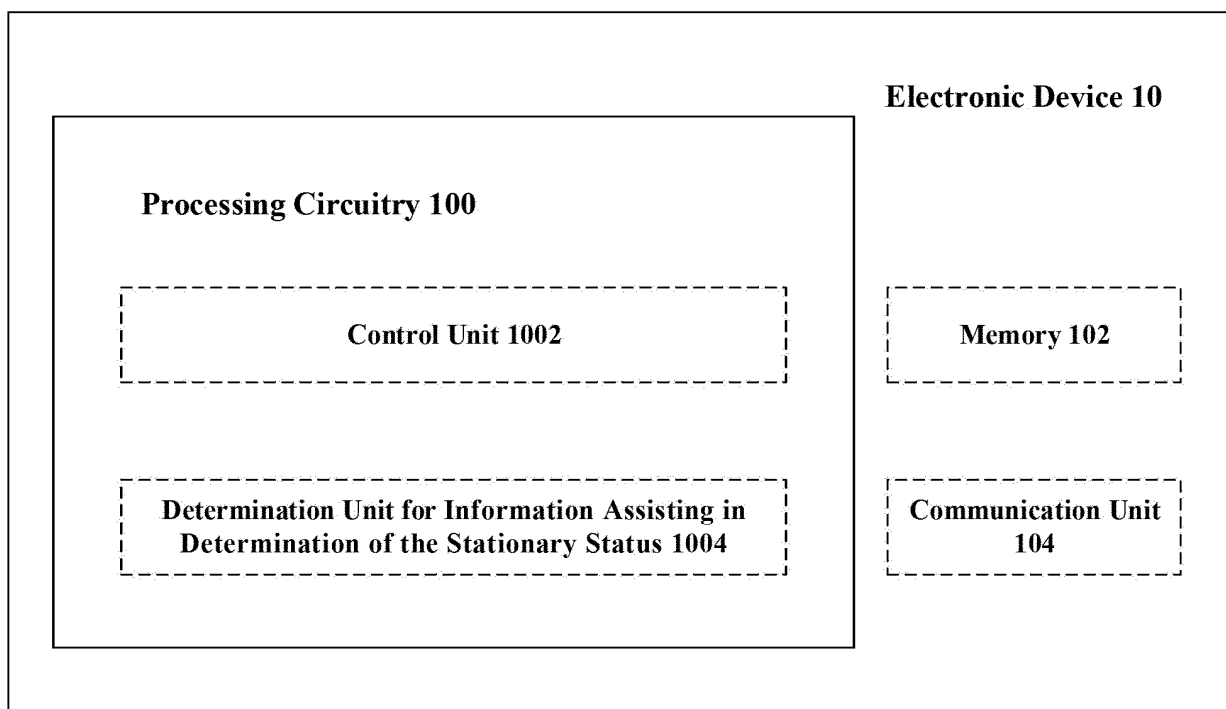 Electronic Device 10
Processing Circuitry 100
Control Unit 1002
Memory 102
Determination Unit for Information Assisting in
Determination of the Stationary Status 1004
Communication Unit
104